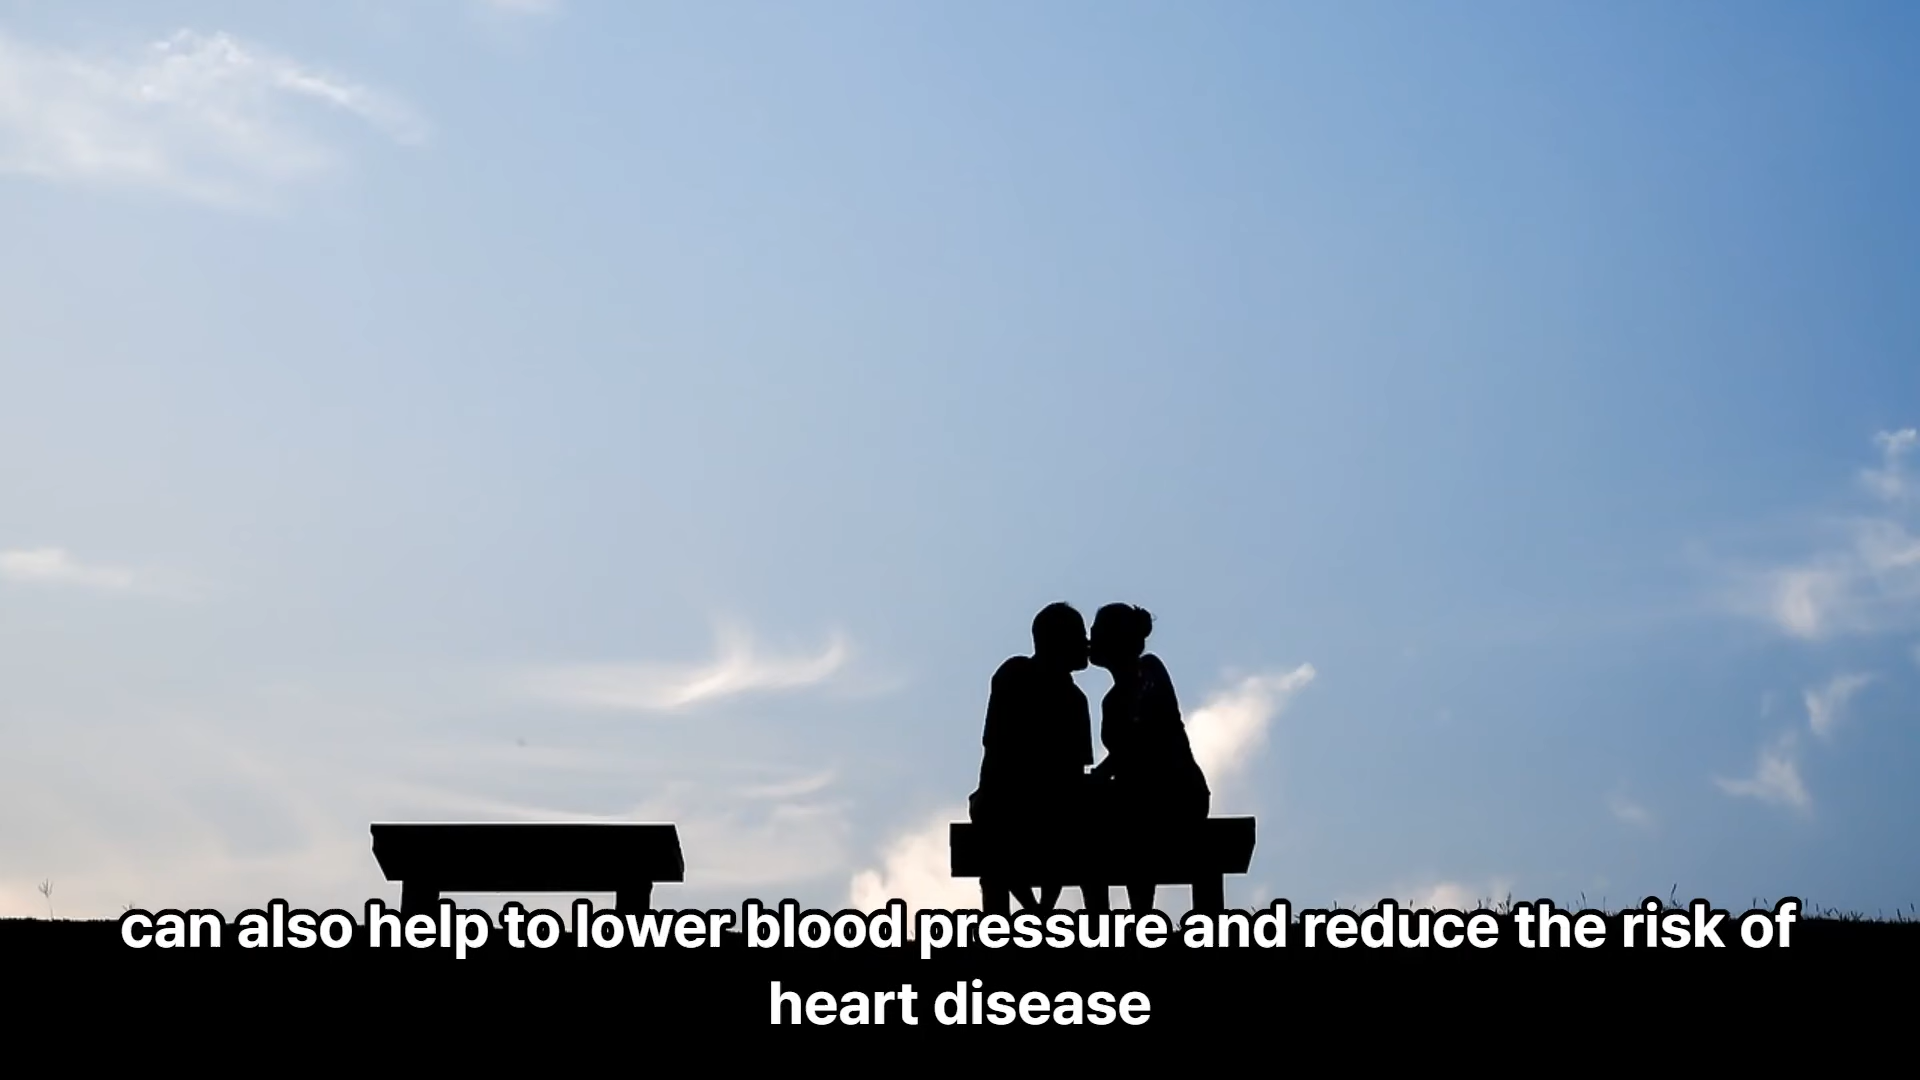 can also help to lower blood pressure and reduce the risk of
heart disease